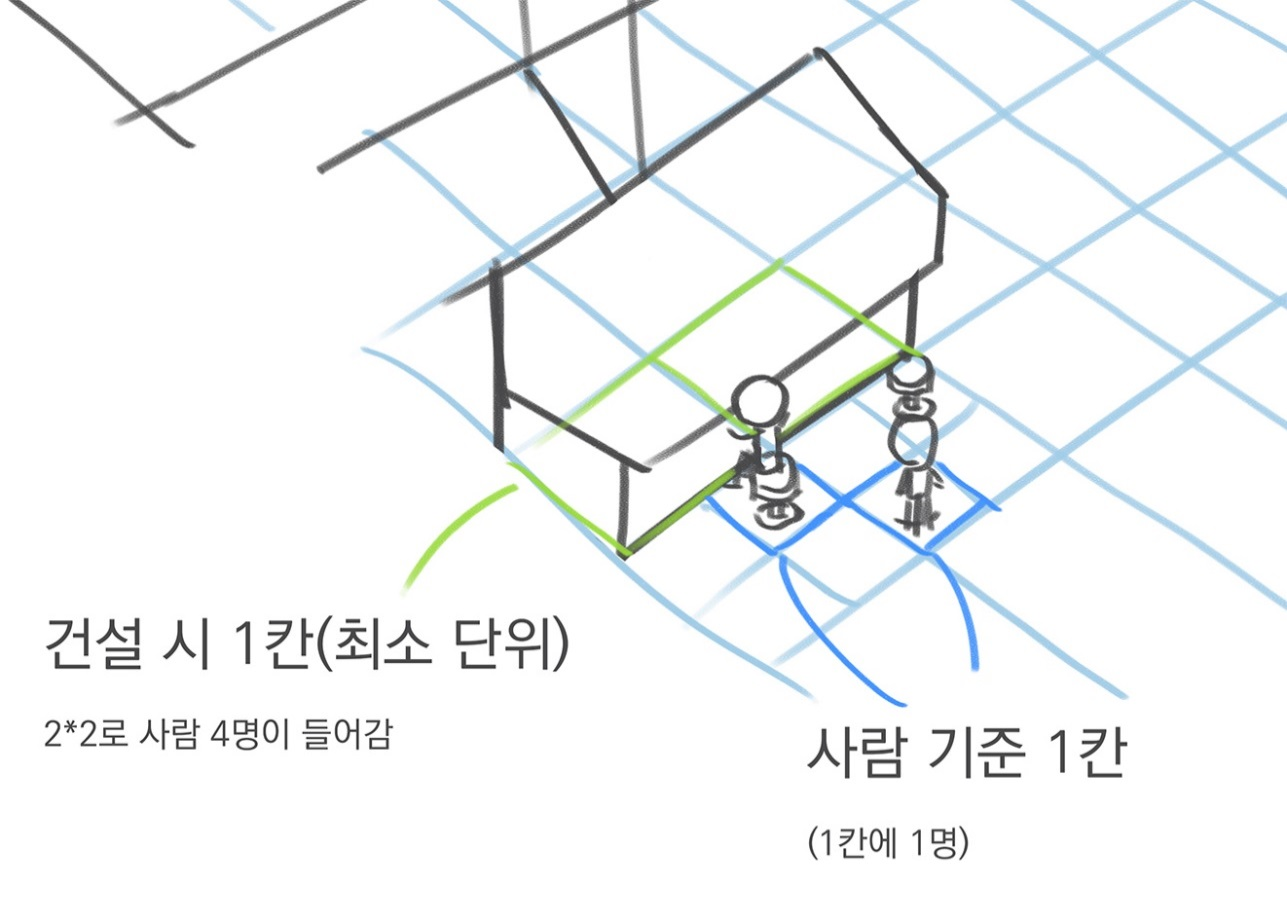 건설 시 1칸(최소 단위)
2*2로 사람 4명이 들어감
사람 기준 1칸
(1칸에 1명)